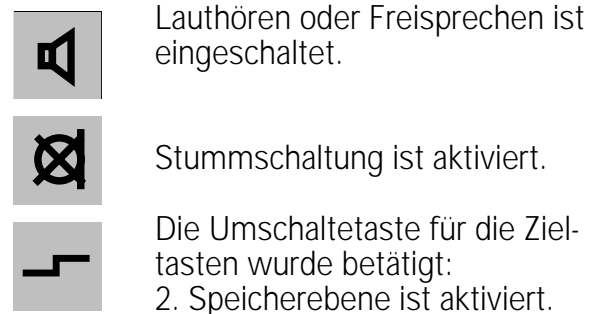 Lauthören oder Freisprechen ist
eingeschaltet.
Stummschaltung ist aktiviert.
Die Umschaltetaste für die Ziel-
tasten wurde betätigt:
2. Speicherebene ist aktiviert.